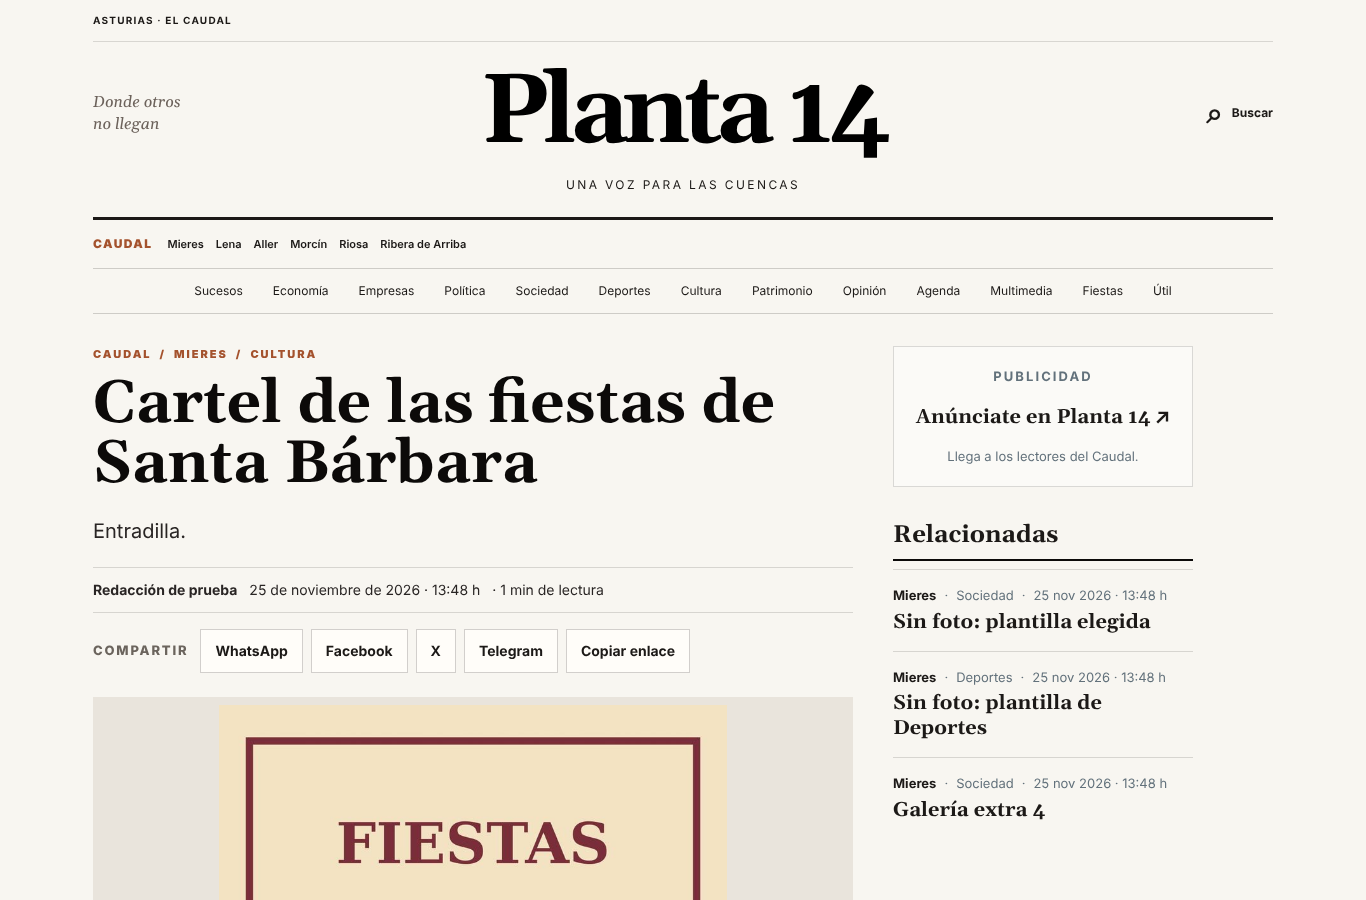 ASTURIAS · EL CAUDAL
Donde otros
no llegan
Planta 14
Buscar
UNA VOZ PARA LAS CUENCAS
CAUDAL Mieres Lena Aller Morcín Riosa Ribera de Arriba
Sucesos Economía Empresas Política Sociedad Deportes Cultura Patrimonio Opinión Agenda Multimedia Fiestas Útil
CAUDAL / MIERES / CULTURA
Cartel de las fiestas de
Santa Bárbara
Entradilla.
Redacción de prueba 25 de noviembre de 2026 · 13:48 h · 1 min de lectura
COMPARTIR WhatsApp Facebook X Telegram Copiar enlace
FIESTAS
PUBLICIDAD
Anúnciate en Planta 14 ↗
Llega a los lectores del Caudal.
Relacionadas
Mieres · Sociedad · 25 nov 2026 · 13:48 h
Sin foto: plantilla elegida
Mieres · Deportes · 25 nov 2026 · 13:48 h
Sin foto: plantilla de
Deportes
Mieres · Sociedad · 25 nov 2026 · 13:48 h
Galería extra 4